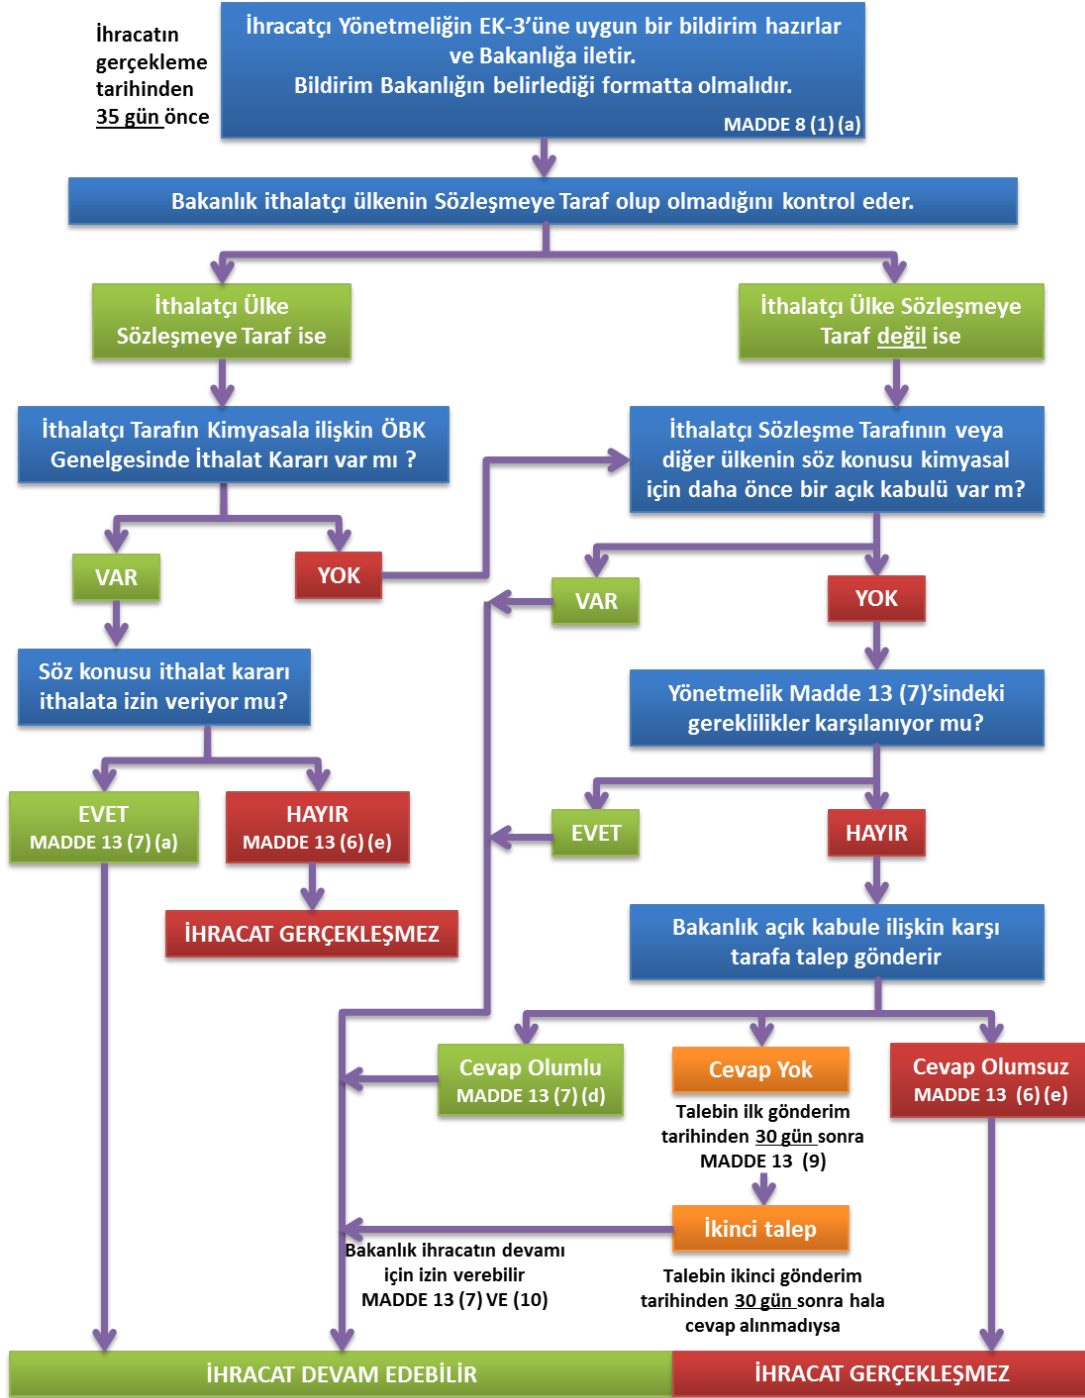 İhracatın
gerçekleme
tarihinden
35 gün önce
İhracatçı Yönetmeliğin EK-3’üne uygun bir bildirim hazırlar
ve Bakanlığa iletir.
Bildirim Bakanlığın belirlediği formatta olmalıdır.
MADDE 8 (1) (a)
Bakanlık ithalatçı ülkenin Sözleşmeye Taraf olup olmadığını kontrol eder.
İthalatçı Ülke
Sözleşmeye Taraf ise
İthalatçı Ülke Sözleşmeye
Taraf değil ise
İthalatçı Tarafın Kimyasala ilişkin ÖBK
Genelgesinde İthalat Kararı var mı ?
İthalatçı Sözleşme Tarafının veya
diğer ülkenin söz konusu kimyasal
için daha önce bir açık kabulü var m?
VAR
YOK
VAR
YOK
Söz konusu ithalat kararı
ithalata izin veriyor mu?
Yönetmelik Madde 13 (7)’sindeki
gereklilikler karşılanıyor mu?
EVET
MADDE 13 (7) (a)
HAYIR
MADDE 13 (6) (e)
EVET
HAYIR
İHRACAT GERÇEKLEŞMEZ
Bakanlık açık kabule ilişkin karşı
tarafa talep gönderir
Cevap Olumlu
MADDE 13 (7) (d)
Cevap Yok
Cevap Olumsuz
MADDE 13 (6) (e)
Talebin ilk gönderim
tarihinden 30 gün sonra
MADDE 13 (9)
İkinci talep
Bakanlık ihracatın devamı
için izin verebilir
MADDE 13 (7) VE (10)
Talebin ikinci gönderim
tarihinden 30 gün sonra hala
cevap alınmadıysa
İHRACAT DEVAM EDEBİLİR
İHRACAT GERÇEKLEŞMEZ